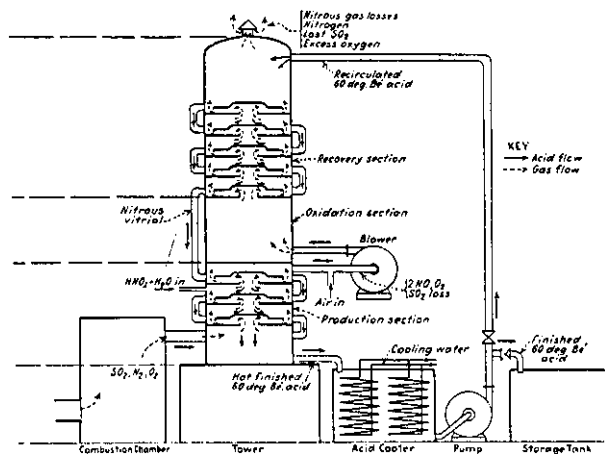 Nitrous gas losses
Nitrogen
Lost SO2
Excess oxygen
Recirculated
60 deg. Bé acid
KEY
Acid flow
Gas flow
Recovery section
Nitrous
vitriol
Oxidation section
Blower
HNO3+H2O in
2 NO, O2
(SO2) loss
Air in
Production section
Cooling water
Finished
60 deg. Bé
acid
SO2, N2, O2
Hot finished
60 deg. Bé acid
Combustion Chamber
Tower
Acid Cooler
Pump
Storage Tank